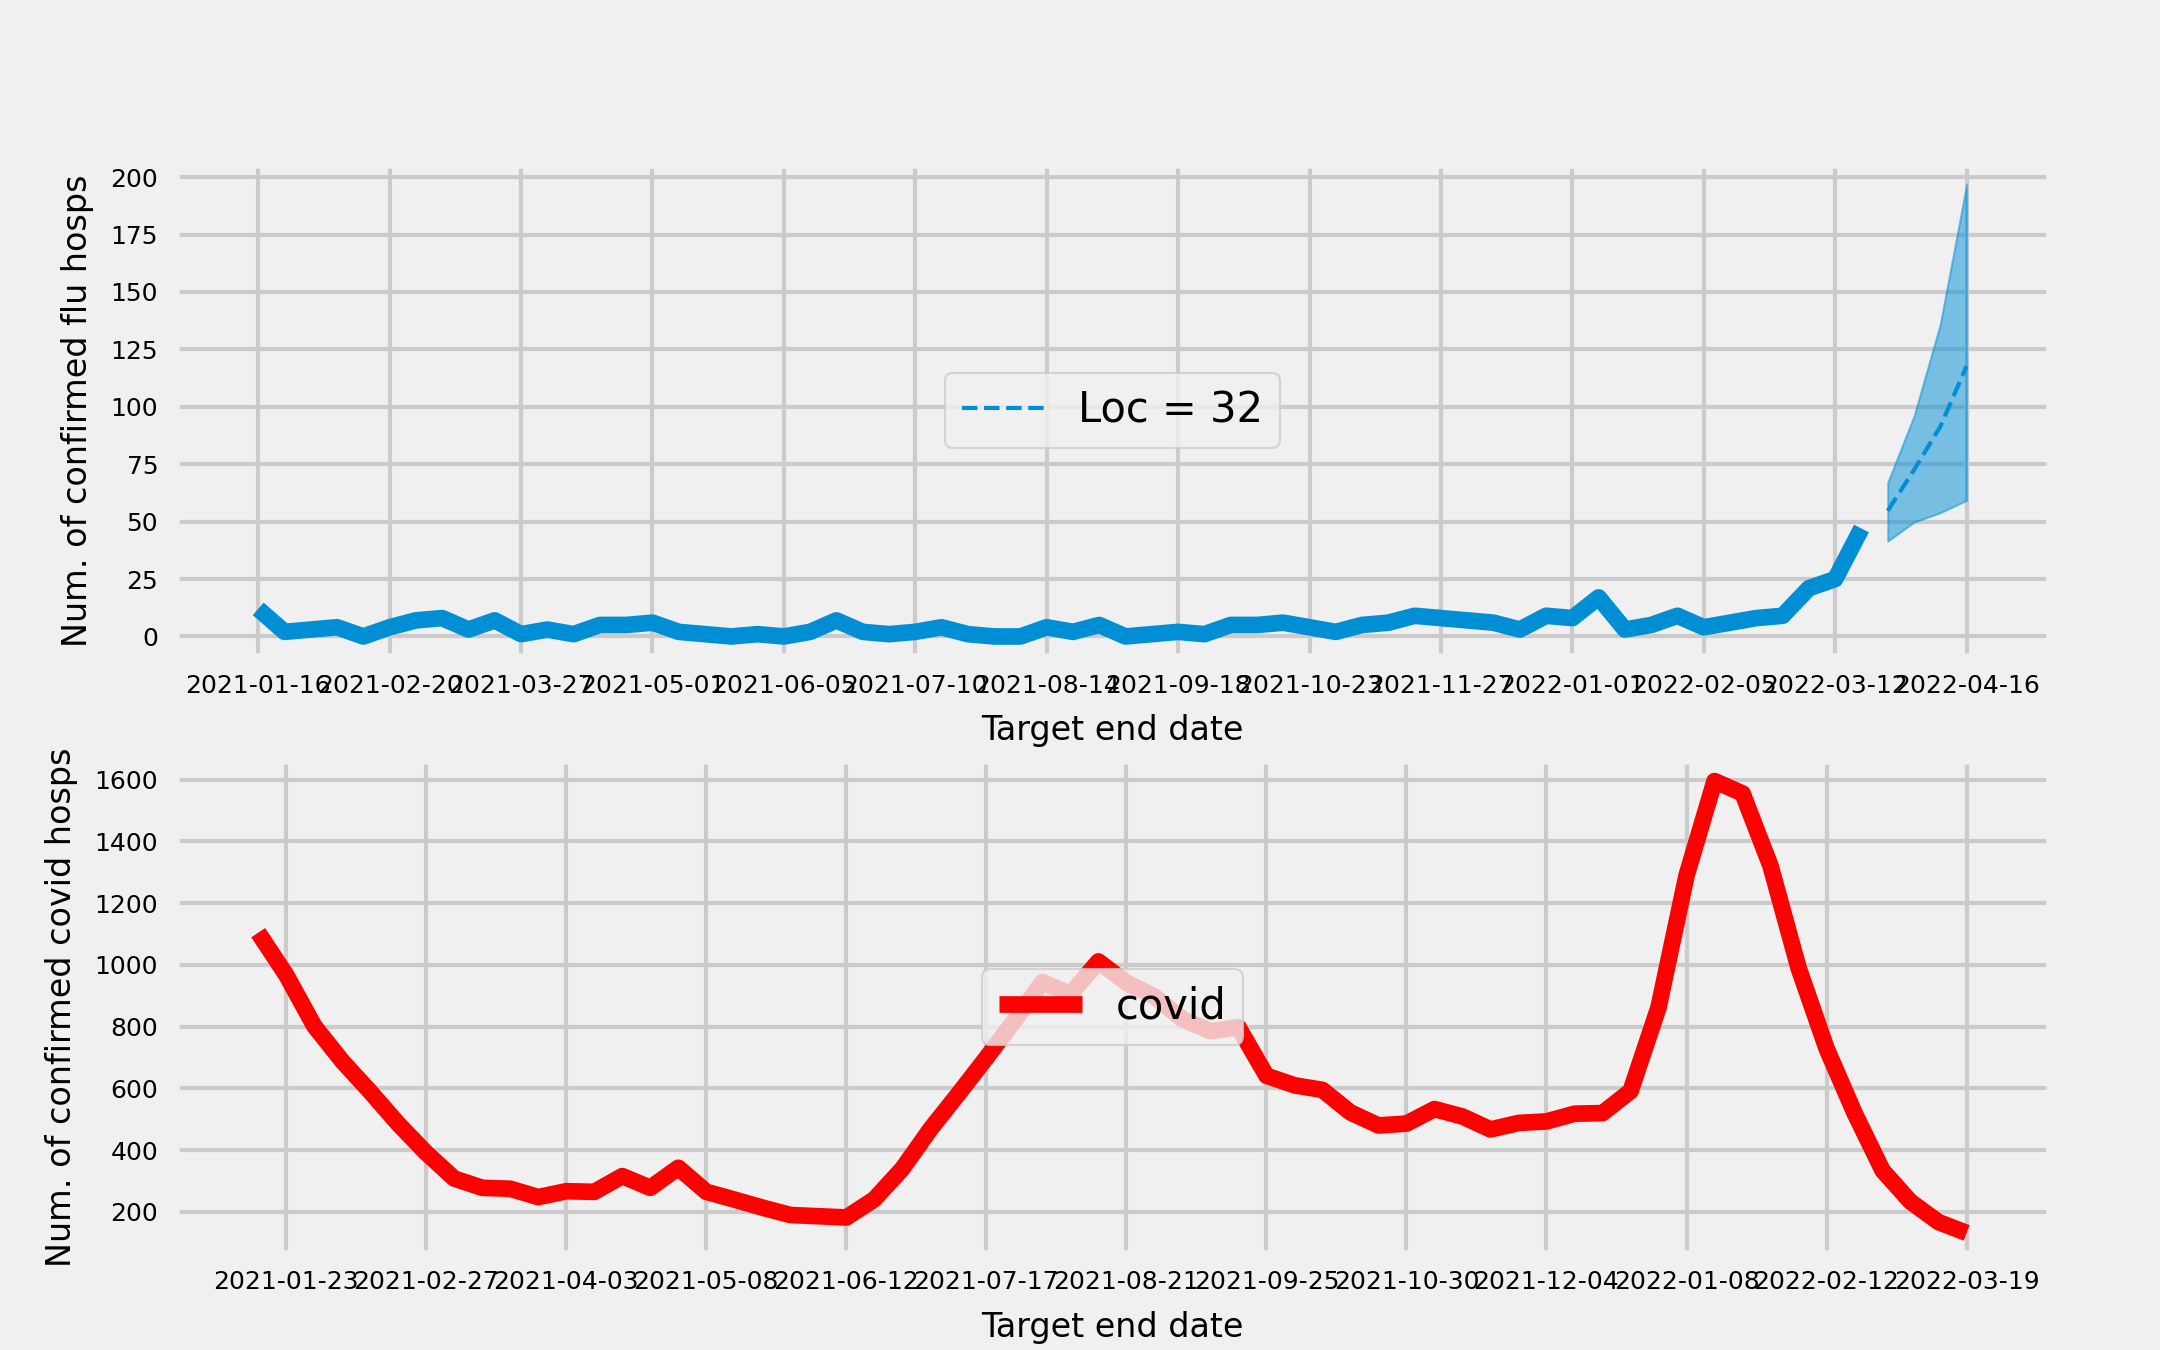 Num. of confirmed flu hosps
200
175
150
125
100
75
50
25
0
Loc = 32
2021-01-16 2021-02-20 2021-03-27 2021-05-01 2021-06-05 2021-07-10 2021-08-14 2021-09-18 2021-10-23 2021-11-27 2022-01-01 2022-02-05 2022-03-12 2022-04-16
Target end date
Num. of confirmed covid hosps
1600
1400
1200
1000
800
600
400
200
covid
2021-01-23 2021-02-27 2021-04-03 2021-05-08 2021-06-12 2021-07-17 2021-08-21 2021-09-25 2021-10-30 2021-12-04 2022-01-08 2022-02-12 2022-03-19
Target end date